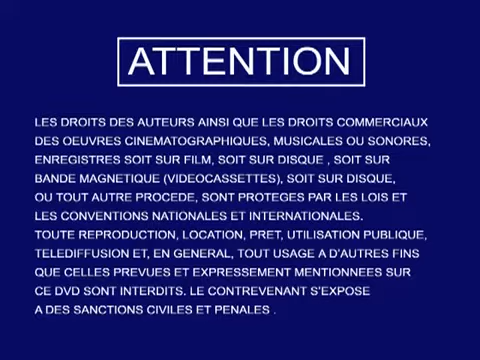 ATTENTION
LES DROITS DES AUTEURS AINSI QUE LES DROITS COMMERCIAUX
DES OEUVRES CINEMATOGRAPHIQUES, MUSICALES OU SONORES,
ENREGISTRES SOIT SUR FILM, SOIT SUR DISQUE , SOIT SUR
BANDE MAGNETIQUE (VIDEOCASSETTES), SOIT SUR DISQUE,
OU TOUT AUTRE PROCEDE, SONT PROTEGES PAR LES LOIS ET
LES CONVENTIONS NATIONALES ET INTERNATIONALES.
TOUTE REPRODUCTION, LOCATION, PRET, UTILISATION PUBLIQUE,
TELEDIFFUSION ET, EN GENERAL, TOUT USAGE A D'AUTRES FINS
QUE CELLES PREVUES ET EXPRESSEMENT MENTIONNEES SUR
CE DVD SONT INTERDITS. LE CONTREVENANT S'EXPOSE
A DES SANCTIONS CIVILES ET PENALES .